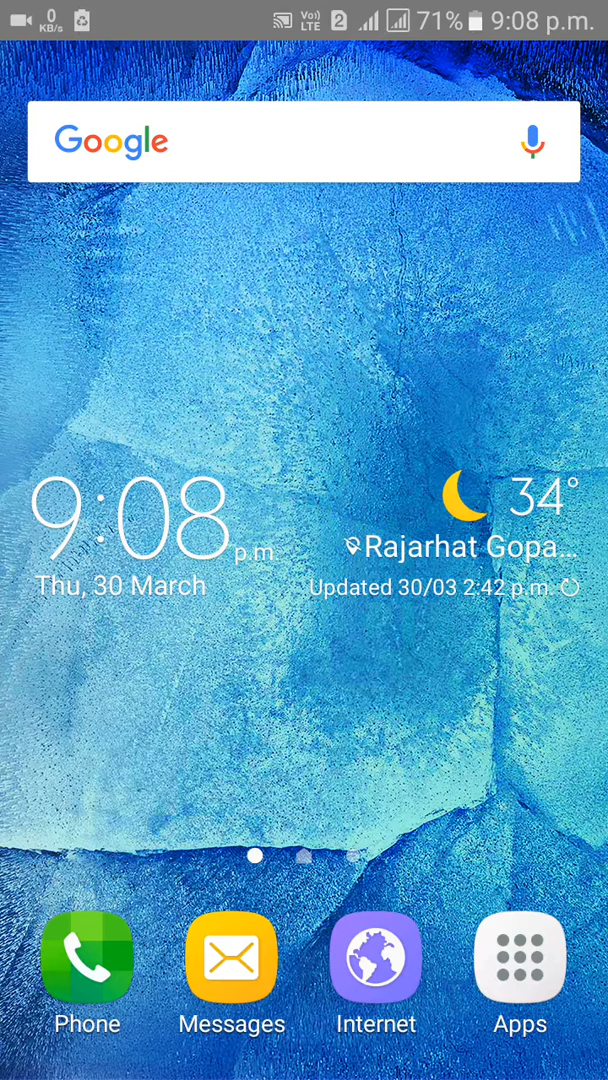 0
KB/s
Vo))
LTE
2
71%
9:08 p.m.
Google
9:08 p.m
34°
Rajarhat Gopa...
Thu, 30 March
Updated 30/03 2:42 p.m.
Phone
Messages
Internet
Apps